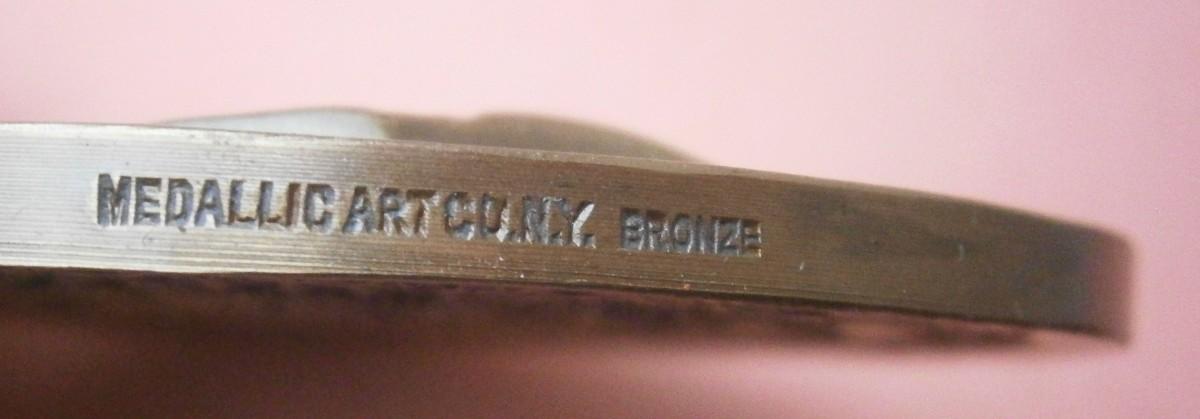 MEDALLIC ART CO.N.Y. BRONZE